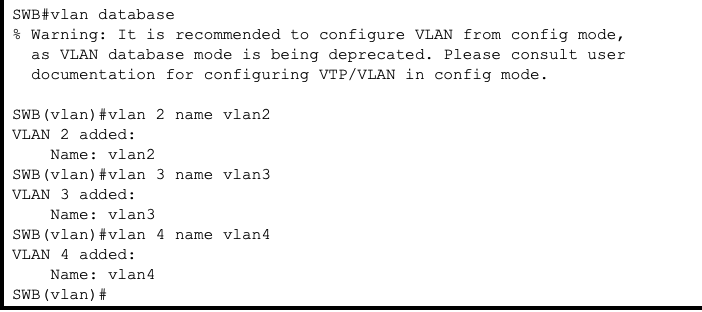 SWB#vlan database
% Warning: It is recommended to configure VLAN from config mode,
as VLAN database mode is being deprecated. Please consult user
documentation for configuring VTP/VLAN in config mode.
SWB(vlan)#vlan 2 name vlan2
VLAN 2 added:
Name: vlan2
SWB(vlan)#vlan 3 name vlan3
VLAN 3 added:
Name: vlan3
SWB(vlan)#vlan 4 name vlan4
VLAN 4 added:
Name: vlan4
SWB(vlan)#